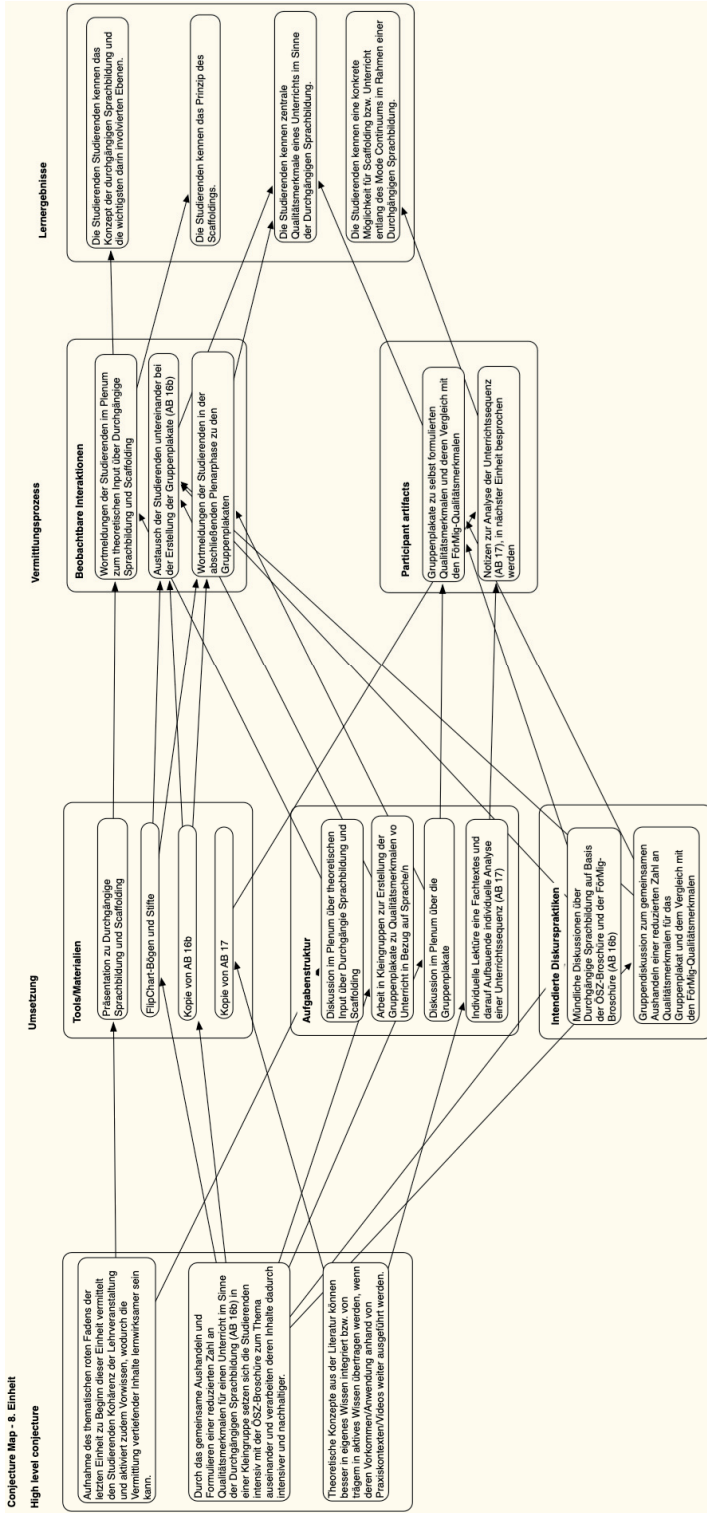 Conjecture Map - 8. Einheit
High level conjecture
Aufnahme des thematischen roten Fadens der
letzten Einheit zu Beginn dieser Einheit vermittelt
den Studierenden Kohärenz der Lehrveranstaltung
und aktiviert zudem Vorwissen, wodurch die
Vermittlung vertiefender Inhalte lernwirksamer sein
kann.
Durch das gemeinsame Aushandeln und
Formulieren einer reduzierten Zahl an
Qualitätsmerkmalen für einen Unterricht im Sinne
der Durchgängigen Sprachbildung (AB 16b) in
einer Kleingruppe setzen sich die Studierenden
intensiv mit der ÖSZ-Broschüre zum Thema
auseinander und verarbeiten deren Inhalte dadurch
intensiver und nachhaltiger.
Theoretische Konzepte aus der Literatur können
besser in eigenes Wissen integriert bzw. von
trägem in aktives Wissen übertragen werden, wenn
deren Vorkommen/Anwendung anhand von
Praxiskontexten/Videos weiter ausgeführt werden.
Umsetzung
Tools/Materialien
Präsentation zu Durchgängige
Sprachbildung und Scaffolding
FlipChart-Bögen und Stifte
Kopie von AB 16b
Kopie von AB 17
Aufgabenstruktur
Diskussion im Plenum über theoretischen
Input über Durchgängie Sprachbildung und
Scaffolding
Arbeit in Kleingruppen zur Erstellung der
Gruppenplakate zu Qualitätsmerkmalen vo
Unterricht in Bezug auf Sprache/n
Diskussion im Plenum über die
Gruppenplakate
Individuelle Lektüre eine Fachtextes und
darauf Aufbauende individuelle Analyse
einer Unterrichtssequenz (AB 17)
Intendierte Diskurspraktiken
Mündliche Diskussionen über
Durchgängige Sprachbildung auf Basis
der ÖSZ-Broschüre und der FörMig-
Broschüre (AB 16b)
Gruppendiskussion zum gemeinsamen
Aushandeln einer reduzierten Zahl an
Qualitätsmerkmalen für das
Gruppenplakat und dem Vergleich mit
den FörMig-Qualitätsmerkmalen
Vermittlungsprozess
Beobachtbare Interaktionen
Wortmeldungen der Studierenden im Plenum
zum theoretischen Input über Durchgängige
Sprachbildung und Scaffolding
Austausch der Studierenden untereinander bei
der Erstellung der Gruppenplakate (AB 16b)
Wortmeldungen der Studierenden in der
abschließenden Plenarphase zu den
Gruppenplakaten
Participant artifacts
Gruppenplakate zu selbst formulierten
Qualitätsmerkmalen und deren Vergleich mit
den FörMig-Qualitätsmerkmalen
Notizen zur Analyse der Unterrichtssequenz
(AB 17), in nächster Einheit besprochen
werden
Lernergebnisse
Die Studierenden Studierenden kennen das
Konzept der durchgängigen Sprachbildung und
die wichtigsten darin involvierten Ebenen.
Die Studierenden kennen das Prinzip des
Scaffoldings.
Die Studierenden kennen zentrale
Qualitätsmerkmale eines Unterrichts im Sinne
der Durchgängigen Sprachbildung.
Die Studierenden kennen eine konkrete
Möglichkeit für Scaffolding bzw. Unterricht
entlang des Mode Continuums im Rahmen einer
Durchgängigen Sprachbildung.